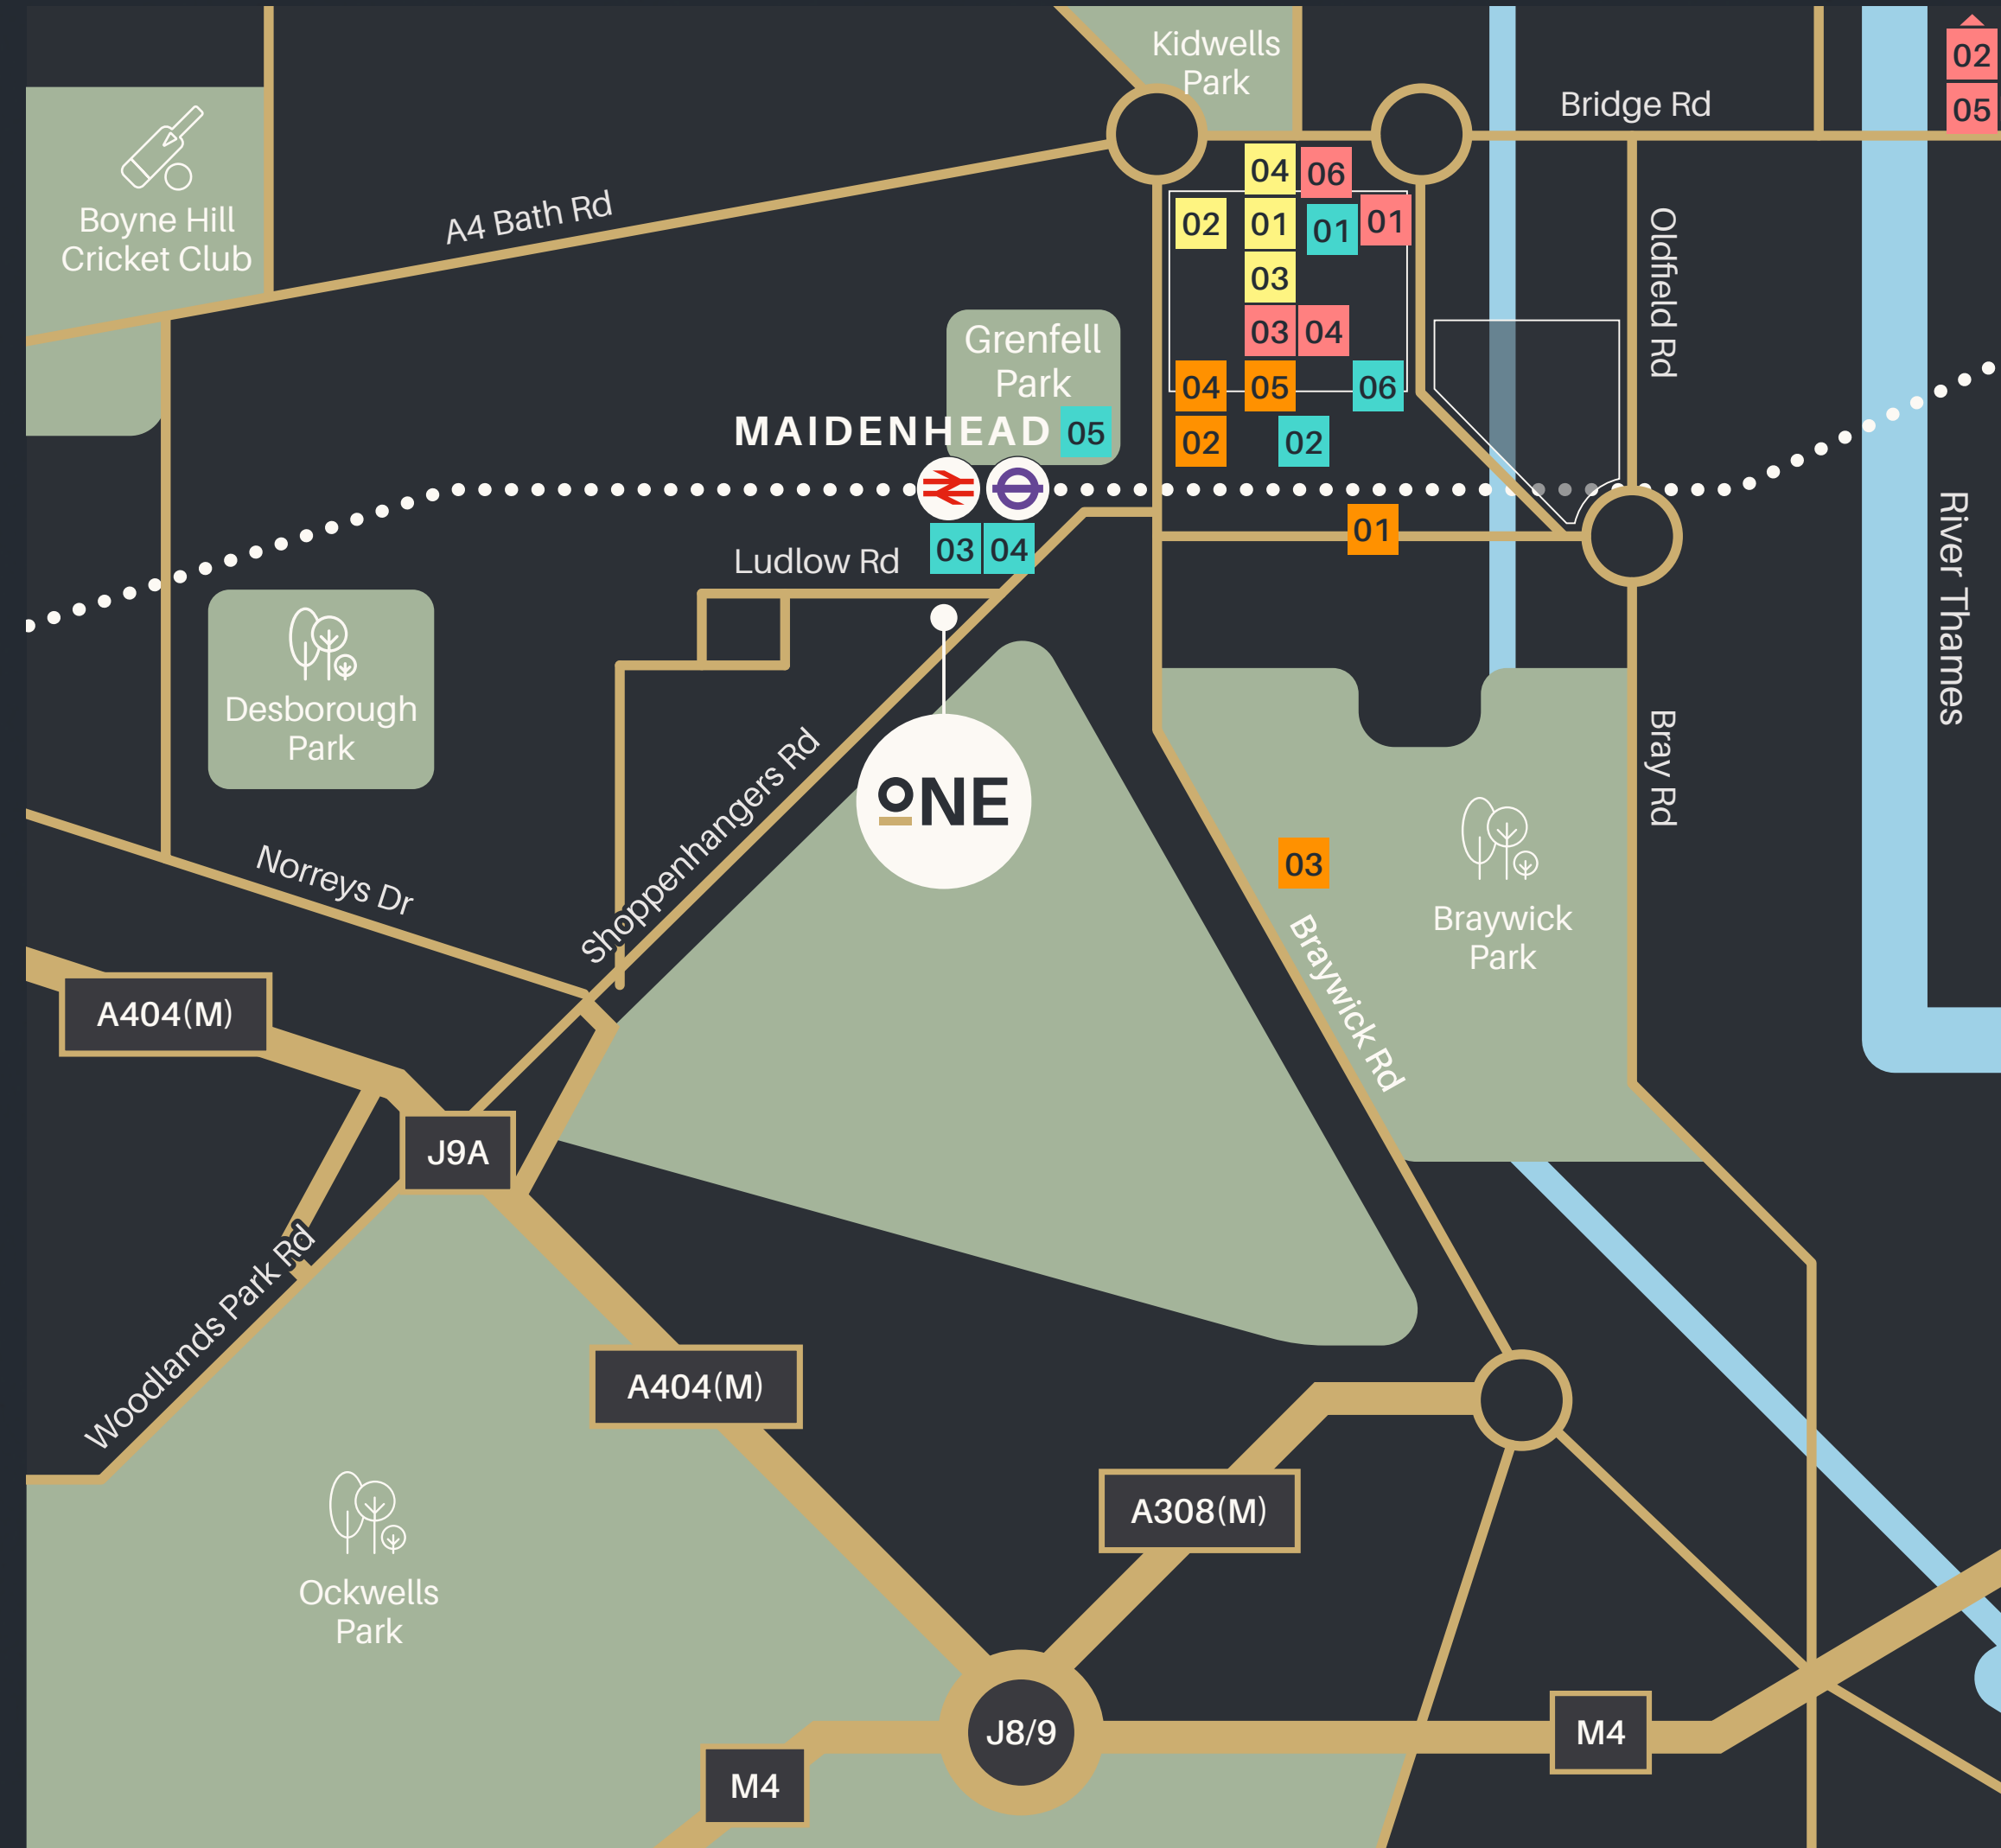 Kidwells
Park
02
05
Bridge Rd
Boyne Hill
Cricket Club
A4 Bath Rd
04
06
02
01
01
01
03
03
04
04
05
06
02
02
Oldfield Rd
Grenfell
Park
MAIDENHEAD
05
03
04
01
Ludlow Rd
River Thames
Desborough
Park
ONE
Shoppenhangers Rd
Norreys Dr
Bray Rd
03
Braywick
Park
Braywick Rd
A404(M)
J9A
Woodlands Park Rd
A404(M)
A308(M)
Ockwells
Park
J8/9
M4
M4